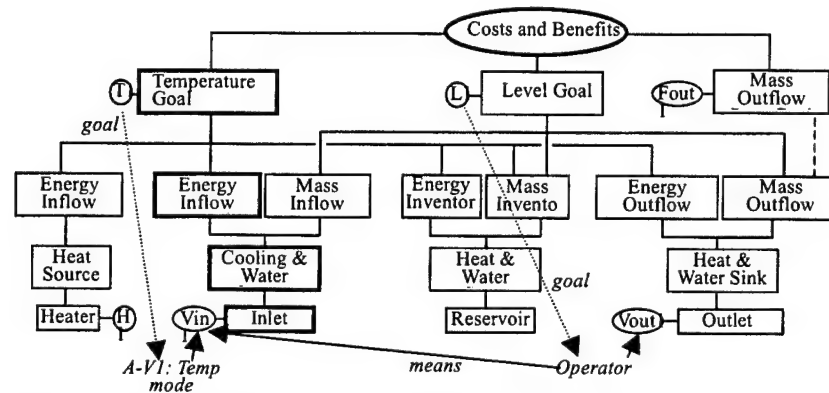 Costs and Benefits
T
Temperature
Goal
L
Level Goal
Fout
Mass
Outflow
goal
Energy
Inflow
Energy
Inflow
Mass
Inflow
Energy
Inventor
Mass
Invento
Energy
Outflow
Mass
Outflow
Heat
Source
Cooling &
Water
Heat &
Water
goal
Heat &
Water Sink
Heater
H
Vin
Inlet
Reservoir
Vout
Outlet
A-V1: Temp
mode
means
Operator